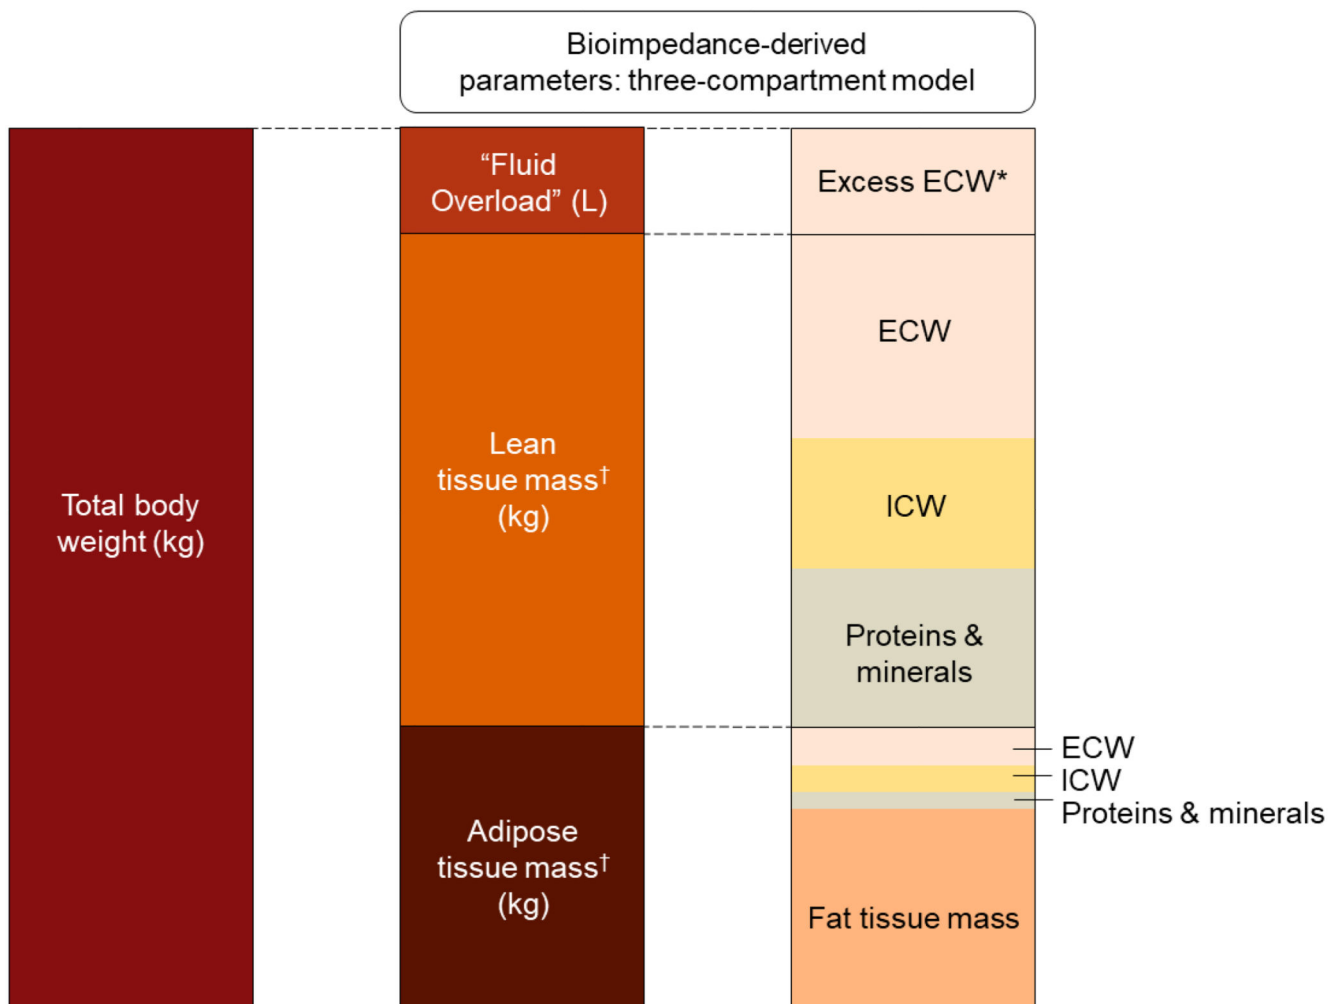 Bioimpedance-derived
parameters: three-compartment model
“Fluid
Overload” (L)
Excess ECW*
ECW
Lean
tissue mass†
(kg)
Total body
weight (kg)
ICW
Proteins &
minerals
ECW
ICW
Proteins & minerals
Adipose
tissue mass†
(kg)
Fat tissue mass